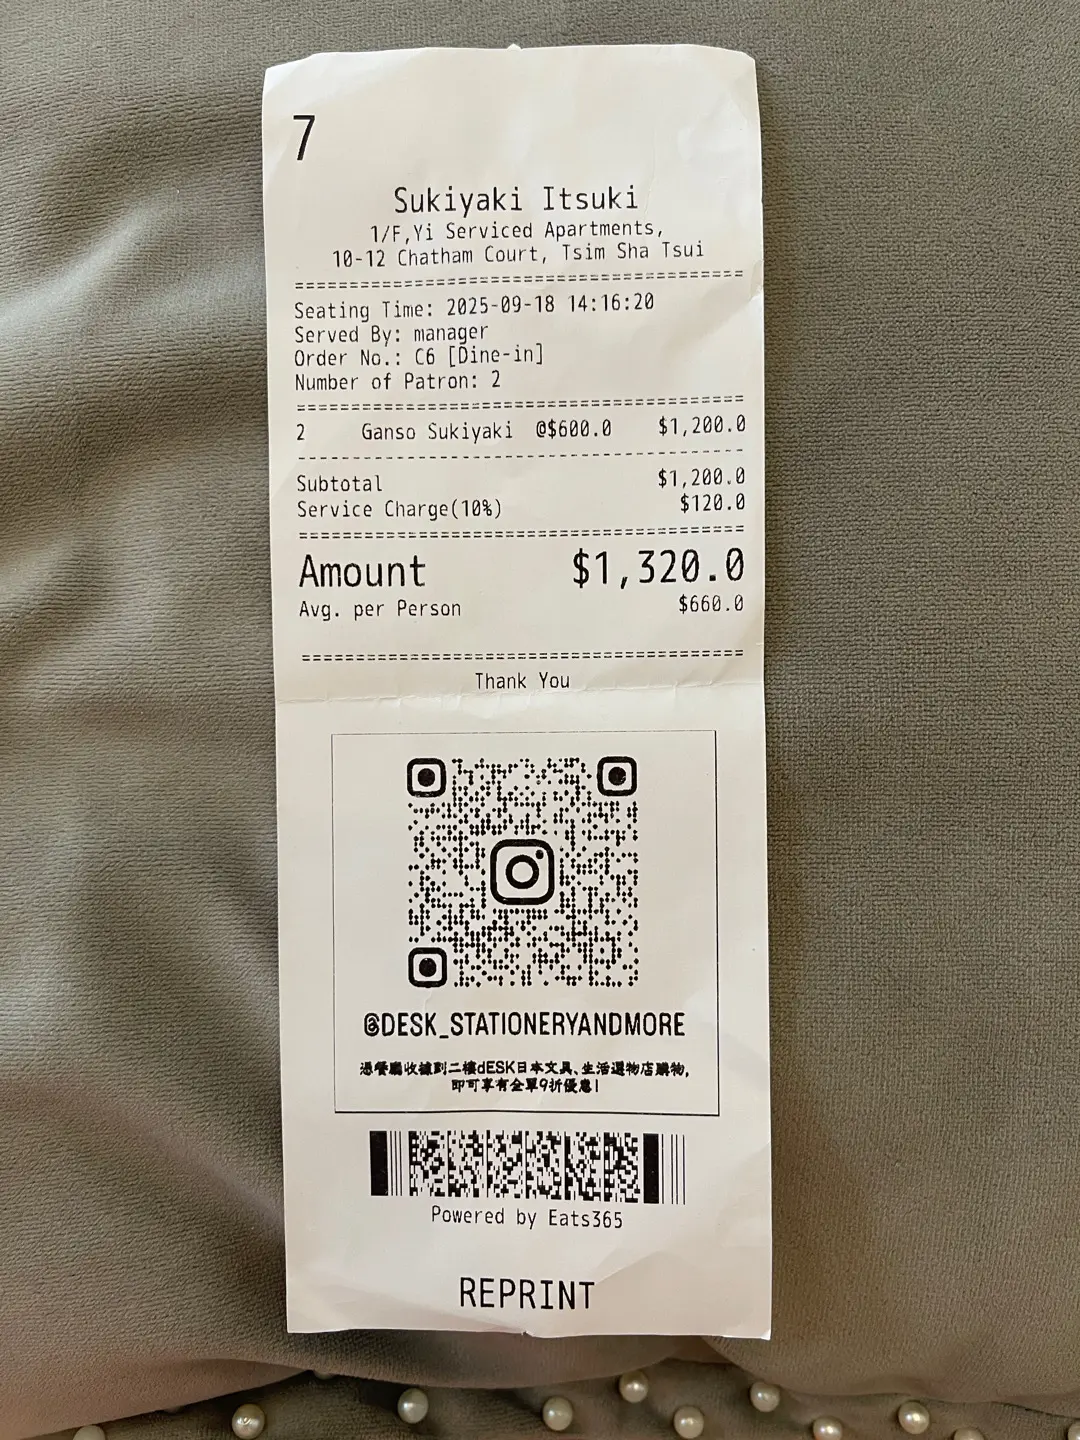 7
Sukiyaki Itsuki
1/F,Yi Serviced Apartments,
10-12 Chatham Court, Tsim Sha Tsui
Seating Time: 2025-09-18 14:16:20
Served By: manager
Order No.: C6 [Dine-in]
Number of Patron: 2
2 Ganso Sukiyaki @$600.0 $1,200.0
Subtotal $1,200.0
Service Charge(10%) $120.0
Amount $1,320.0
Avg. per Person $660.0
Thank You
@DESK_STATIONERYANDMORE
憑餐廳收據到二樓dESK日本文具、生活選物店購物,
即可享有全單9折優惠!
Powered by Eats365
REPRINT